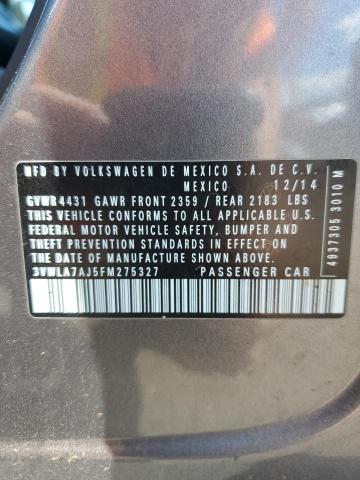 MFD BY VOLKSWAGEN DE MEXICO S.A. DE C.V.
MEXICO 12/14
GVWR 4431 GAWR FRONT 2359 / REAR 2183 LBS
THIS VEHICLE CONFORMS TO ALL APPLICABLE
FEDERAL MOTOR VEHICLE SAFETY, BUMPER, AND
THEFT PREVENTION STANDARDS IN EFFECT ON
THE DATE OF MANUFACTURE SHOWN ABOVE.
3VWLA7AJ5FM275327 PASSENGER CAR
4937305 3010 M